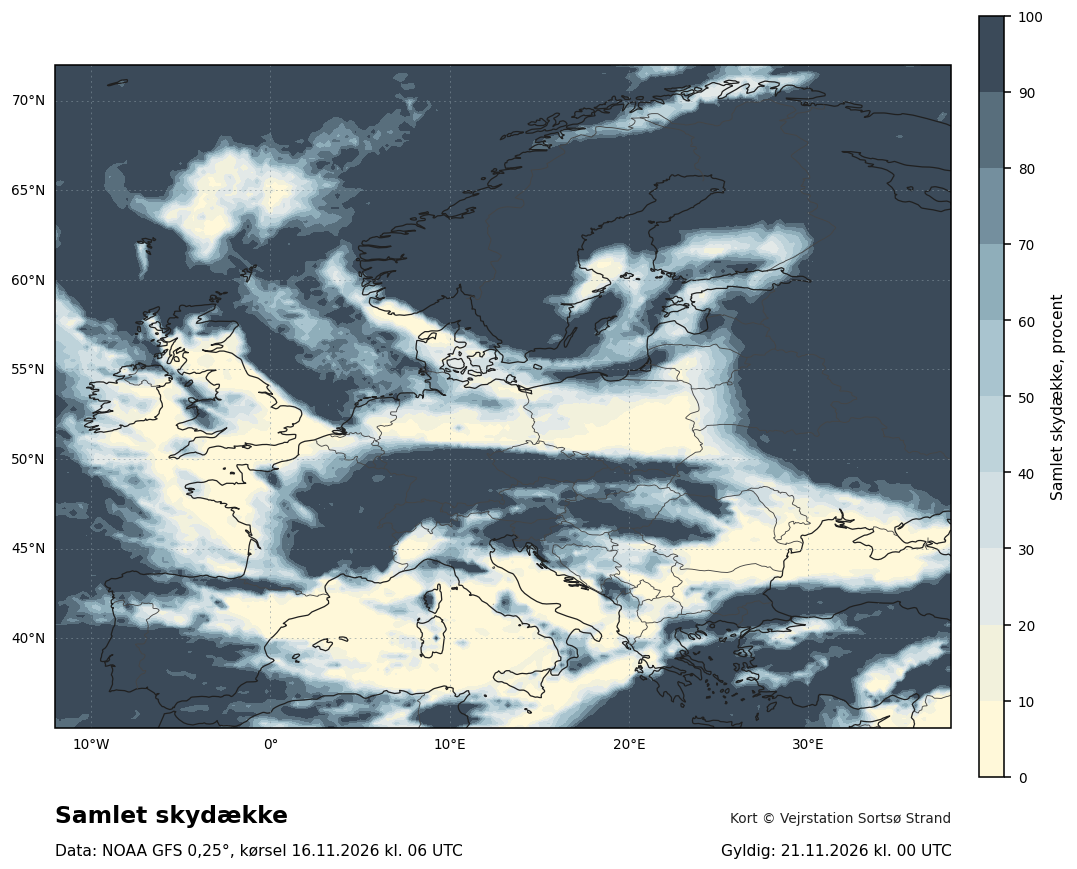 100
90
80
70
60
50
40
30
20
10
0
Samlet skydække, procent
70°N
65°N
60°N
55°N
50°N
45°N
40°N
10°W
0°
10°E
20°E
30°E
Samlet skydække
Kort © Vejrstation Sortsø Strand
Data: NOAA GFS 0,25°, kørsel 16.11.2026 kl. 06 UTC
Gyldig: 21.11.2026 kl. 00 UTC